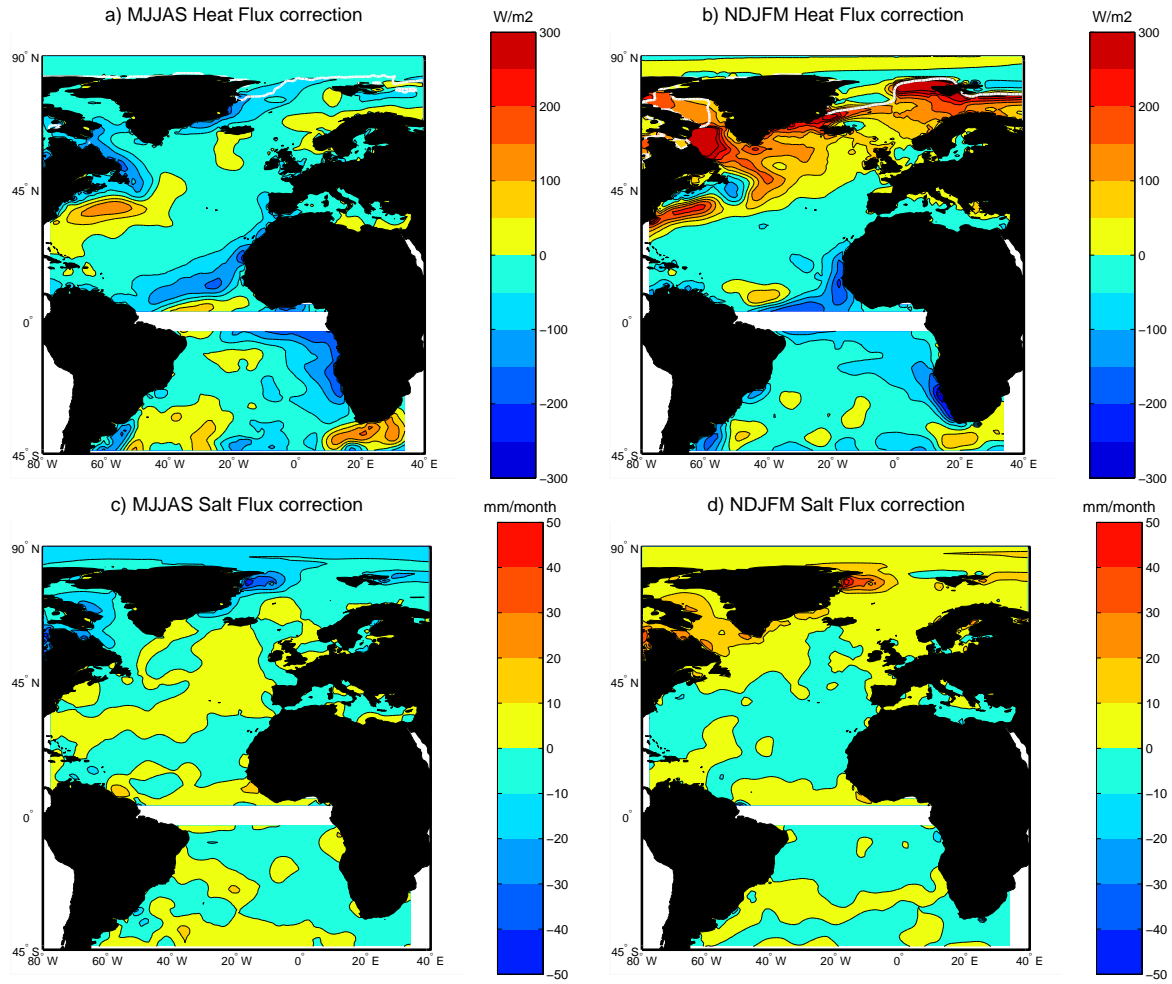 a) MJJAS Heat Flux correction
W/m2
b) NDJFM Heat Flux correction
W/m2
90° N
45° N
0°
45° S
80° W
60° W
40° W
20° W
0°
20° E
40° E
300
200
100
0
−100
−200
−300
90° N
45° N
0°
45° S
80° W
60° W
40° W
20° W
0°
20° E
40° E
300
200
100
0
−100
−200
−300
c) MJJAS Salt Flux correction
mm/month
d) NDJFM Salt Flux correction
mm/month
90° N
45° N
0°
45° S
80° W
60° W
40° W
20° W
0°
20° E
40° E
50
40
30
20
10
0
−10
−20
−30
−40
−50
90° N
45° N
0°
45° S
80° W
60° W
40° W
20° W
0°
20° E
40° E
50
40
30
20
10
0
−10
−20
−30
−40
−50